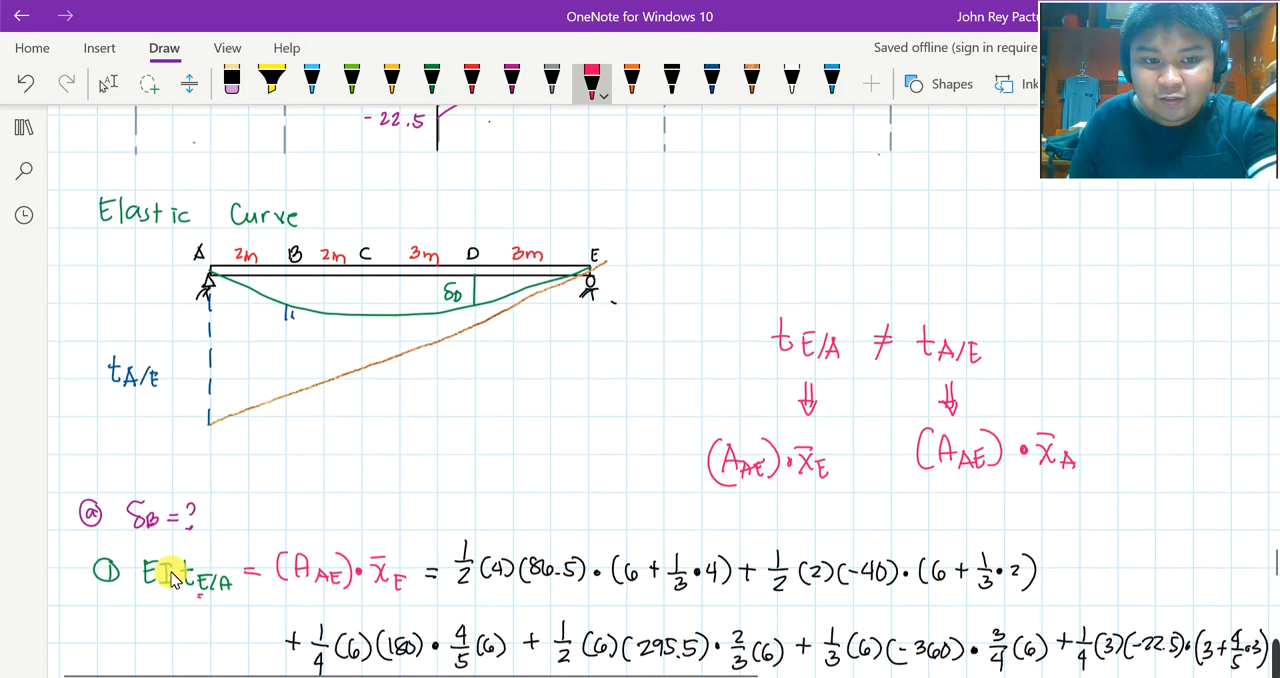 OneNote for Windows 10
John Rey Pactu
Home Insert Draw View Help
Saved offline (sign in require
Shapes Ink
-22.5
Elastic Curve
A 2m B 2m C 3m D 3m E
δD
tA/E
tE/A ≠ tA/E
⇓ ⇓
(AAE)·x̄E (AAE)·x̄A
ⓐ δB = ?
① EI tE/A = (AAE)·x̄E = 1/2 (4)(86.5)·(6 + 1/3·4) + 1/2 (2)(-40)·(6 + 1/3·2)
+ 1/4 (6)(180)·4/5 (6) + 1/2 (6)(295.5)·2/3 (6) + 1/3 (6)(-360)·3/4 (6) + 1/4 (3)(-22.5)·(3 + 4/5·3)